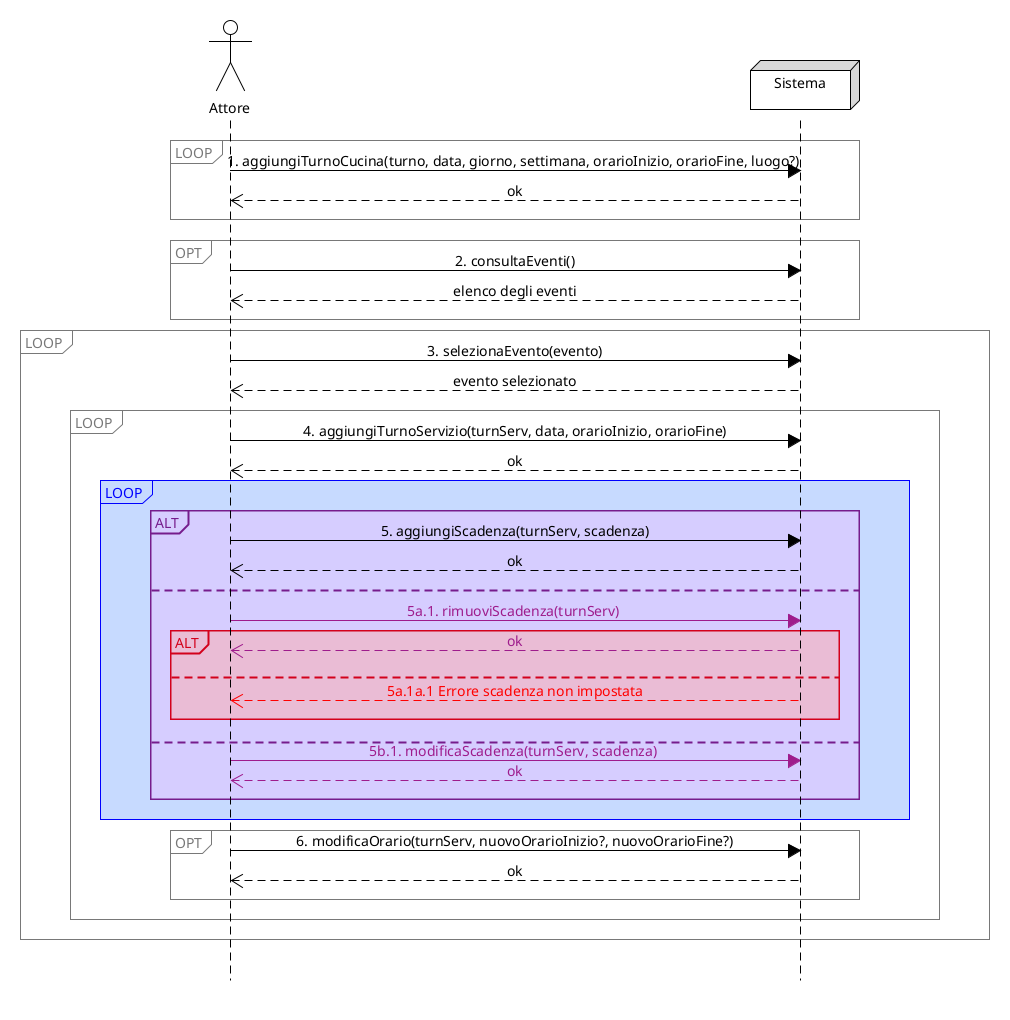 Attore
Sistema
LOOP
1. aggiungiTurnoCucina(turno, data, giorno, settimana, orarioInizio, orarioFine, luogo?)
ok
OPT
2. consultaEventi()
elenco degli eventi
LOOP
3. selezionaEvento(evento)
evento selezionato
LOOP
4. aggiungiTurnoServizio(turnServ, data, orarioInizio, orarioFine)
ok
LOOP
ALT
5. aggiungiScadenza(turnServ, scadenza)
ok
5a.1. rimuoviScadenza(turnServ)
ALT
ok
5a.1a.1 Errore scadenza non impostata
5b.1. modificaScadenza(turnServ, scadenza)
ok
OPT
6. modificaOrario(turnServ, nuovoOrarioInizio?, nuovoOrarioFine?)
ok